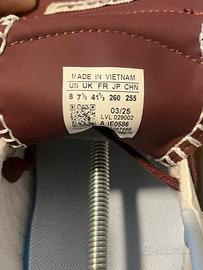 MADE IN VIETNAM
US UK FR JP CHN
8 7½ 41⅓ 260 255
03/25
LVL 029002